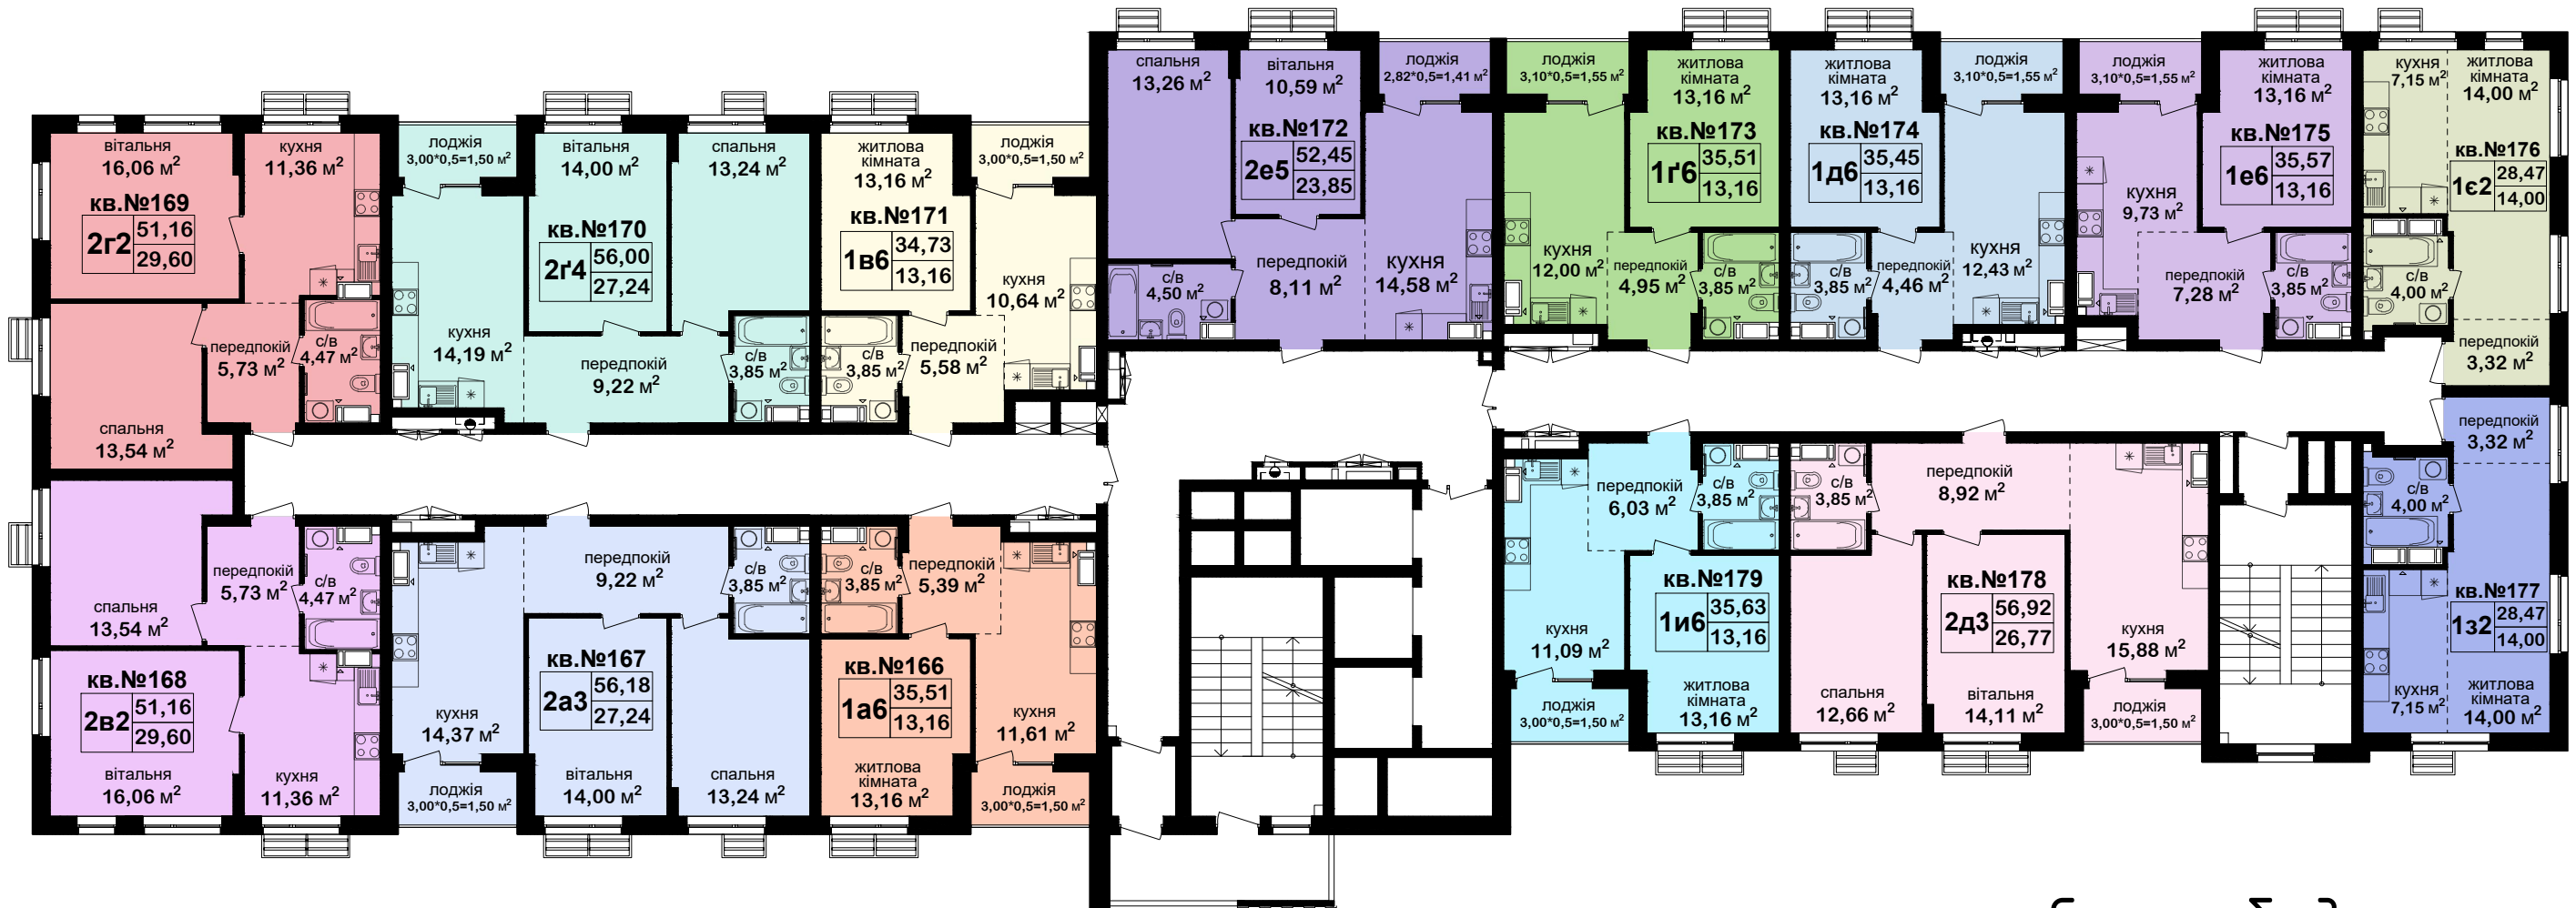 вітальня
16,06 м²
кв.№169
2г2
51,16
29,60
кухня
11,36 м²
передпокій
5,73 м²
с/в
4,47 м²
спальня
13,54 м²
лоджія
3,00*0,5=1,50 м²
вітальня
14,00 м²
кв.№170
2ґ4
56,00
27,24
спальня
13,24 м²
кухня
14,19 м²
передпокій
9,22 м²
с/в
3,85 м²
житлова
кімната
13,16 м²
кв.№171
1в6
34,73
13,16
лоджія
3,00*0,5=1,50 м²
кухня
10,64 м²
с/в
3,85 м²
передпокій
5,58 м²
спальня
13,26 м²
вітальня
10,59 м²
кв.№172
2е5
52,45
23,85
лоджія
2,82*0,5=1,41 м²
с/в
4,50 м²
передпокій
8,11 м²
кухня
14,58 м²
лоджія
3,10*0,5=1,55 м²
житлова
кімната
13,16 м²
кв.№173
1ґ6
35,51
13,16
кухня
12,00 м²
передпокій
4,95 м²
с/в
3,85 м²
житлова
кімната
13,16 м²
кв.№174
1д6
35,45
13,16
лоджія
3,10*0,5=1,55 м²
с/в
3,85 м²
передпокій
4,46 м²
кухня
12,43 м²
лоджія
3,10*0,5=1,55 м²
житлова
кімната
13,16 м²
кв.№175
1е6
35,57
13,16
кухня
9,73 м²
передпокій
7,28 м²
с/в
3,85 м²
кухня
7,15 м²
житлова
кімната
14,00 м²
кв.№176
1є2
28,47
14,00
с/в
4,00 м²
передпокій
3,32 м²
спальня
13,54 м²
передпокій
5,73 м²
с/в
4,47 м²
кв.№168
2в2
51,16
29,60
вітальня
16,06 м²
кухня
11,36 м²
передпокій
9,22 м²
с/в
3,85 м²
кв.№167
2а3
56,18
27,24
кухня
14,37 м²
лоджія
3,00*0,5=1,50 м²
вітальня
14,00 м²
спальня
13,24 м²
с/в
3,85 м²
передпокій
5,39 м²
кв.№166
1а6
35,51
13,16
житлова
кімната
13,16 м²
кухня
11,61 м²
лоджія
3,00*0,5=1,50 м²
передпокій
6,03 м²
с/в
3,85 м²
кв.№179
1и6
35,63
13,16
кухня
11,09 м²
лоджія
3,00*0,5=1,50 м²
житлова
кімната
13,16 м²
с/в
3,85 м²
передпокій
8,92 м²
кв.№178
2д3
56,92
26,77
спальня
12,66 м²
вітальня
14,11 м²
кухня
15,88 м²
лоджія
3,00*0,5=1,50 м²
передпокій
3,32 м²
с/в
4,00 м²
кв.№177
1з2
28,47
14,00
кухня
7,15 м²
житлова
кімната
14,00 м²